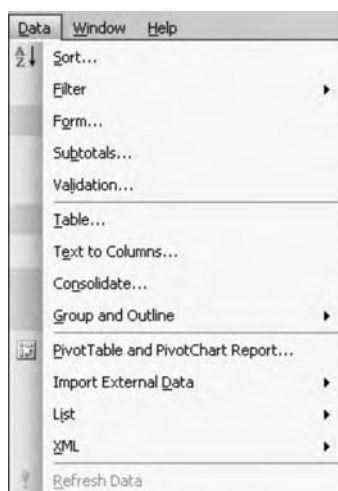 Data Window Help
Sort...
Filter
Form...
Subtotals...
Validation...
Table...
Text to Columns...
Consolidate...
Group and Outline
PivotTable and PivotChart Report...
Import External Data
List
XML
Refresh Data